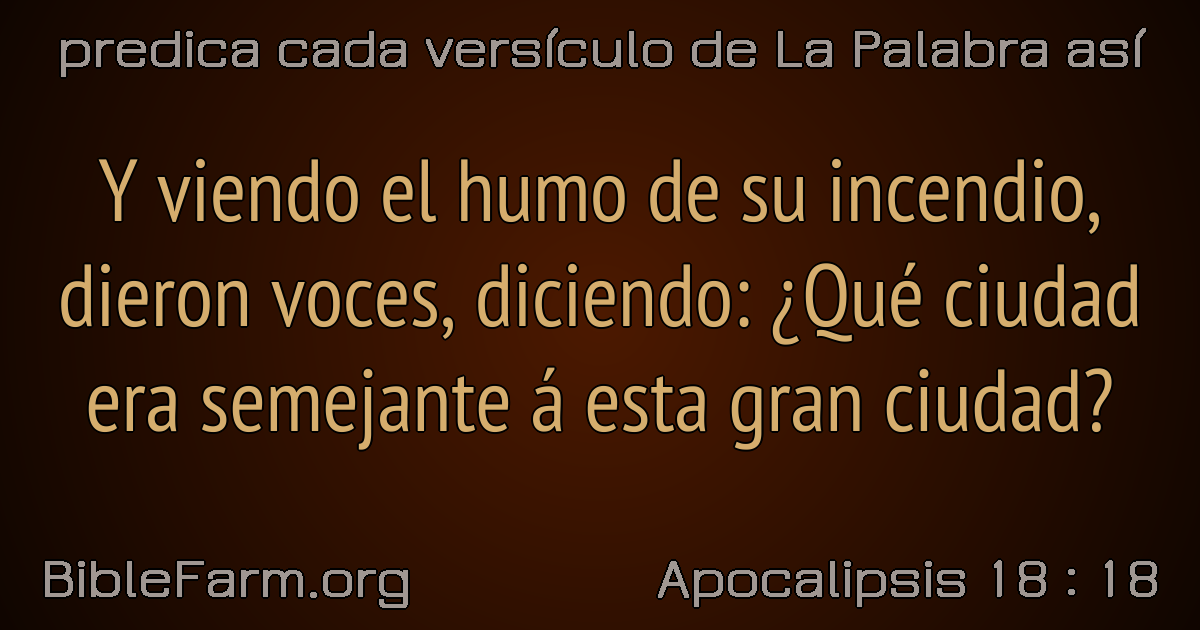 predica cada versículo de La Palabra así
Y viendo el humo de su incendio,
dieron voces, diciendo: ¿Qué ciudad
era semejante á esta gran ciudad?
BibleFarm.org
Apocalipsis 18 : 18